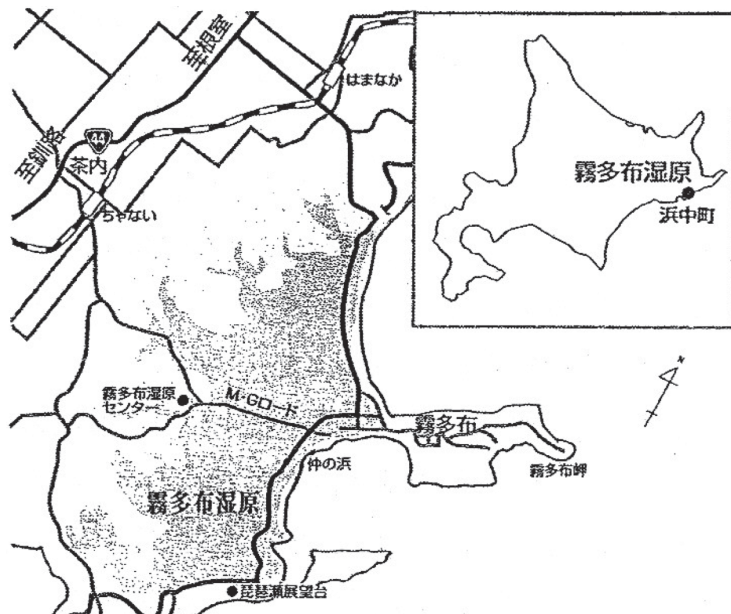 至根室
はまなか
44
至釧路
茶内
ちゃない
霧多布湿原
浜中町
N
霧多布湿原
センター
M・Gロード
霧多布
仲の浜
霧多布岬
霧多布湿原
琵琶瀬展望台